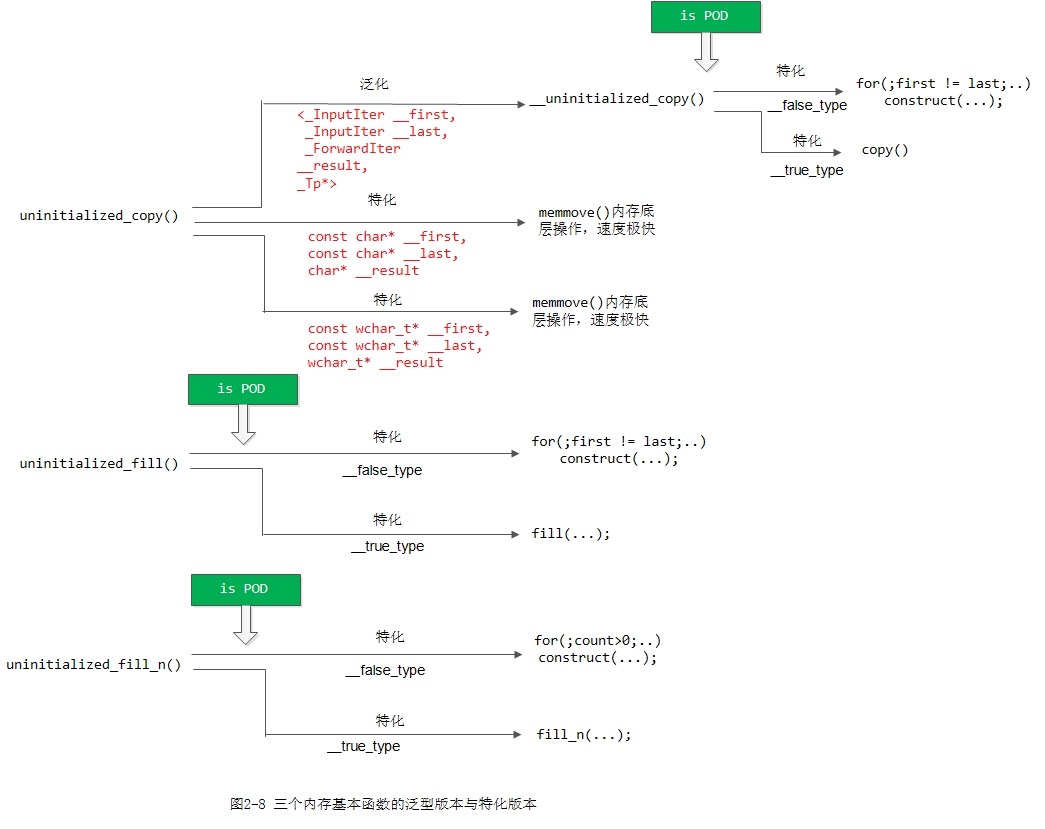 is POD
泛化
特化
for(;first != last;..)
construct(...);
__uninitialized_copy()
__false_type
<_InputIter __first,
_InputIter __last,
_ForwardIter
__result,
_Tp*>
特化
copy()
__true_type
特化
uninitialized_copy()
memmove()内存底
层操作，速度极快
const char* __first,
const char* __last,
char* __result
特化
memmove()内存底
层操作，速度极快
const wchar_t* __first,
const wchar_t* __last,
wchar_t* __result
is POD
特化
for(;first != last;..)
construct(...);
uninitialized_fill()
__false_type
特化
fill(...);
__true_type
is POD
特化
for(;count>0;..)
construct(...);
uninitialized_fill_n()
__false_type
特化
fill_n(...);
__true_type
图2-8 三个内存基本函数的泛型版本与特化版本